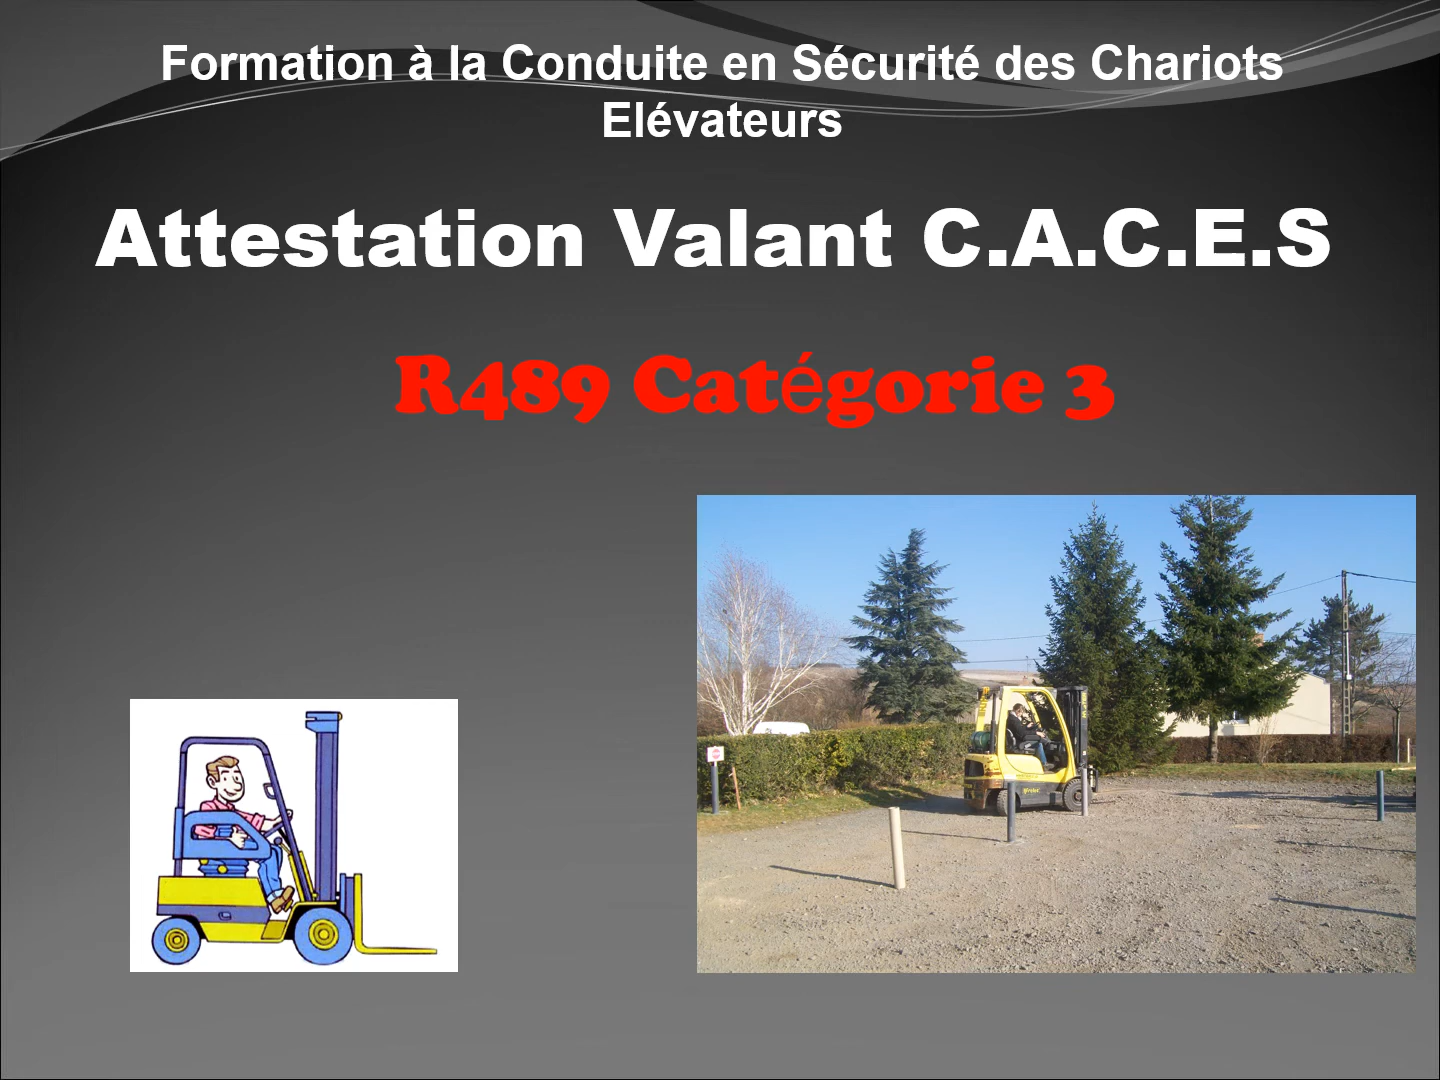 Formation à la Conduite en Sécurité des Chariots
Elévateurs
Attestation Valant C.A.C.E.S
R489 Catégorie 3